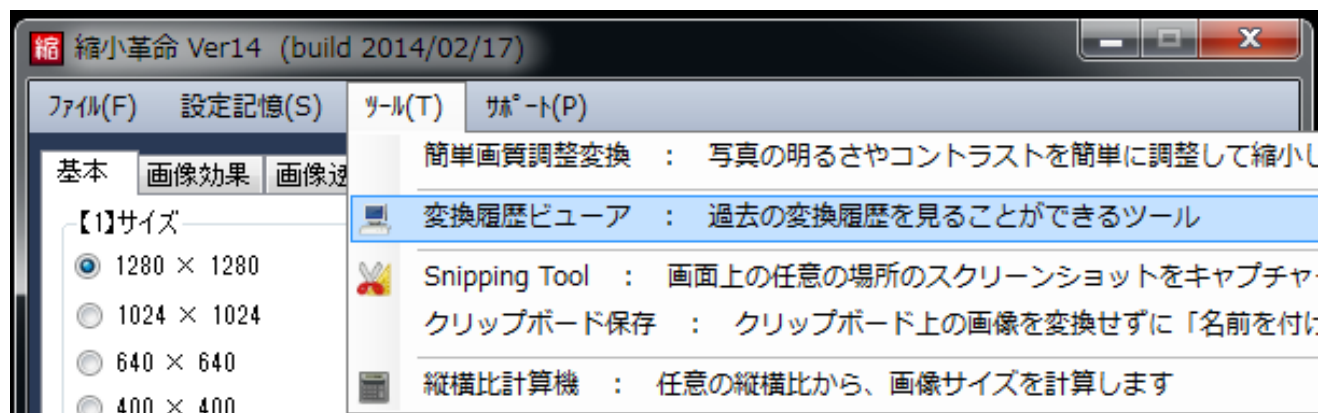 縮 縮小革命 Ver14 (build 2014/02/17)
ﾌｧｲﾙ(F) 設定記憶(S) ﾂｰﾙ(T) ｻﾎﾟｰﾄ(P)
基本 画像効果 画像透
簡単画質調整変換 ： 写真の明るさやコントラストを簡単に調整して縮小し
【1】サイズ
変換履歴ビューア ： 過去の変換履歴を見ることができるツール
1280 × 1280
Snipping Tool ： 画面上の任意の場所のスクリーンショットをキャプチャ
1024 × 1024
クリップボード保存 ： クリップボード上の画像を変換せずに「名前を付け
640 × 640
縦横比計算機 ： 任意の縦横比から、画像サイズを計算します
400 × 400